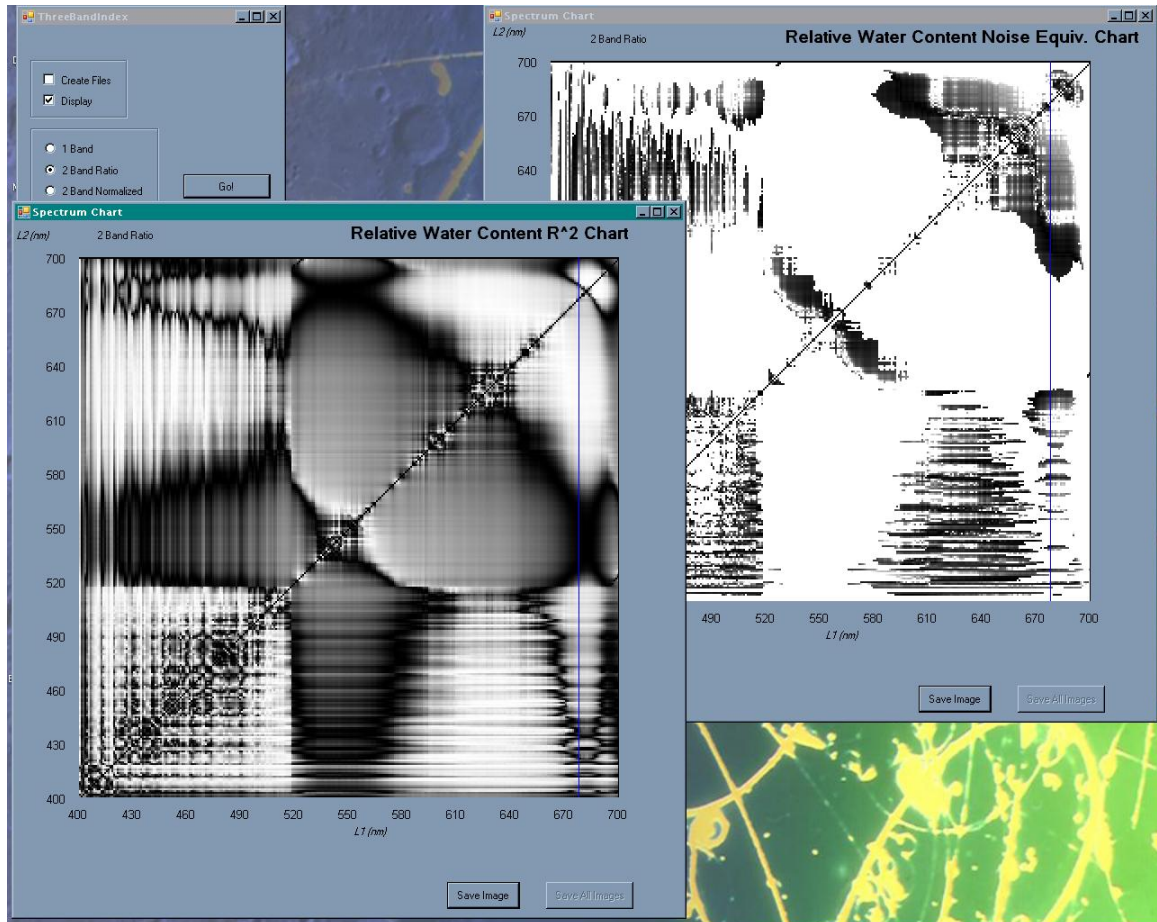 ThreeBandIndex
Create Files
Display
1 Band
2 Band Ratio
2 Band Normalized
Go!
Spectrum Chart
L2 (nm)
2 Band Ratio
Relative Water Content Noise Equiv. Chart
700
670
640
490
520
550
580
610
640
670
700
L1 (nm)
Save Image
Save All Images
Spectrum Chart
L2 (nm)
2 Band Ratio
Relative Water Content R^2 Chart
700
670
640
610
580
550
520
490
460
430
400
400
430
460
490
520
550
580
610
640
670
700
L1 (nm)
Save Image
Save All Images